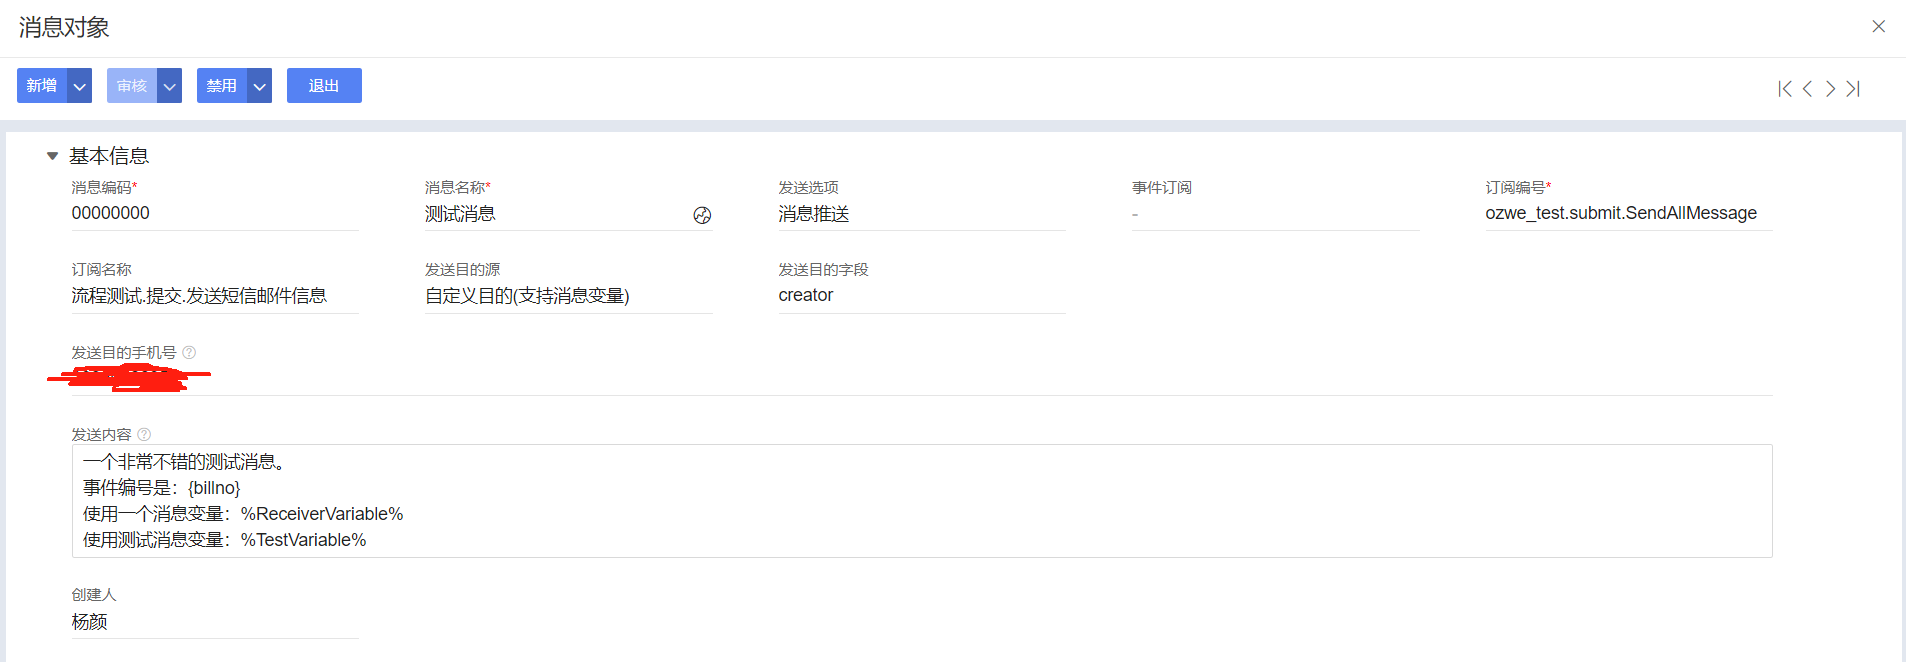 消息对象
新增
审核
禁用
退出
基本信息
消息编码*
消息名称*
发送选项
事件订阅
订阅编号*
00000000
测试消息
消息推送
-
ozwe_test.submit.SendAllMessage
订阅名称
发送目的源
发送目的字段
流程测试.提交.发送短信邮件信息
自定义目的(支持消息变量)
creator
发送目的手机号
发送内容
一个非常不错的测试消息。
事件编号是：{billno}
使用一个消息变量：%ReceiverVariable%
使用测试消息变量：%TestVariable%
创建人
杨颜